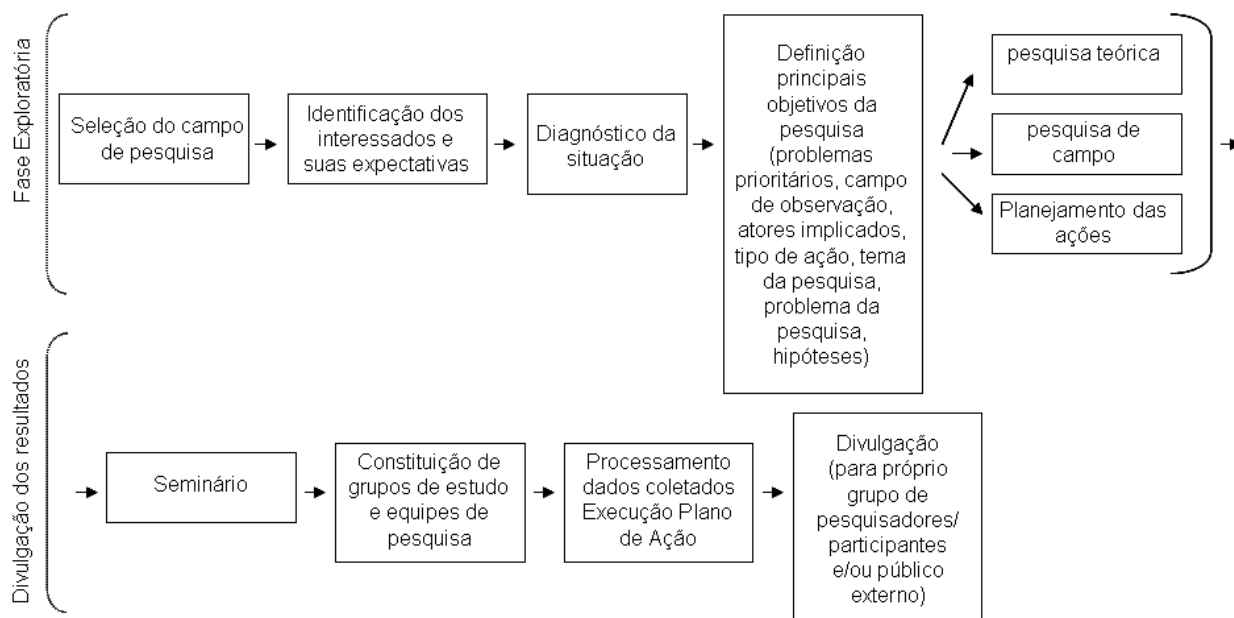 Fase Exploratória
Seleção do campo
de pesquisa
Identificação dos
interessados e
suas expectativas
Diagnóstico da
situação
Definição
principais
objetivos da
pesquisa
(problemas
prioritários, campo
de observação,
atores implicados,
tipo de ação, tema
da pesquisa,
problema da
pesquisa,
hipóteses)
pesquisa teórica
pesquisa de
campo
Planejamento das
ações
Divulgação dos resultados
Seminário
Constituição de
grupos de estudo
e equipes de
pesquisa
Processamento
dados coletados
Execução Plano
de Ação
Divulgação
(para próprio
grupo de
pesquisadores/
participantes
e/ou público
externo)